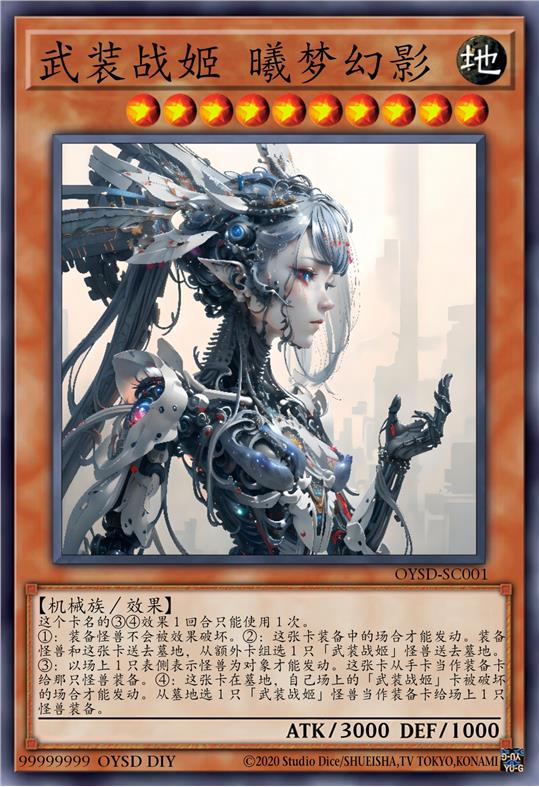 武装战姬 曦梦幻影
地
OYSD-SC001
【机械族／效果】
这个卡名的③④效果1回合只能使用1次。
①：装备怪兽不会被效果破坏。②：这张卡装备中的场合才能发动。装备
怪兽和这张卡送去墓地，从额外卡组选1只「武装战姬」怪兽送去墓地。
③：以场上1只表侧表示怪兽为对象才能发动。这张卡从手卡当作装备卡
给那只怪兽装备。④：这张卡在墓地，自己场上的「武装战姬」卡被破坏
的场合才能发动。从墓地选1只「武装战姬」怪兽当作装备卡给场上1只
怪兽装备。
ATK/3000 DEF/1000
99999999 OYSD DIY ©2020 Studio Dice/SHUEISHA,TV TOKYO,KONAMI